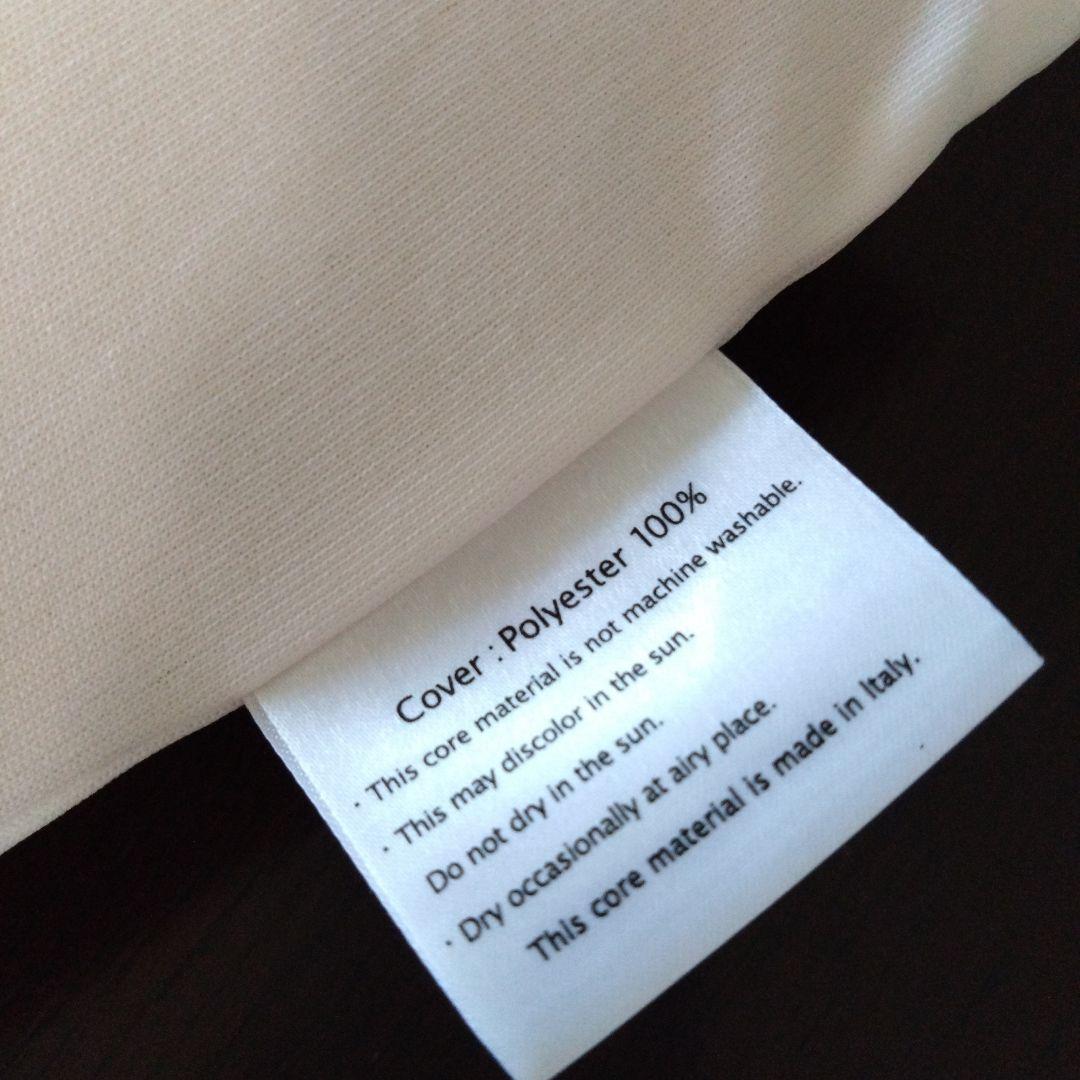 Cover : Polyester 100%
· This core material is not machine washable.
· This may discolor in the sun.
Do not dry in the sun.
· Dry occasionally at airy place.
This core material is made in Italy.